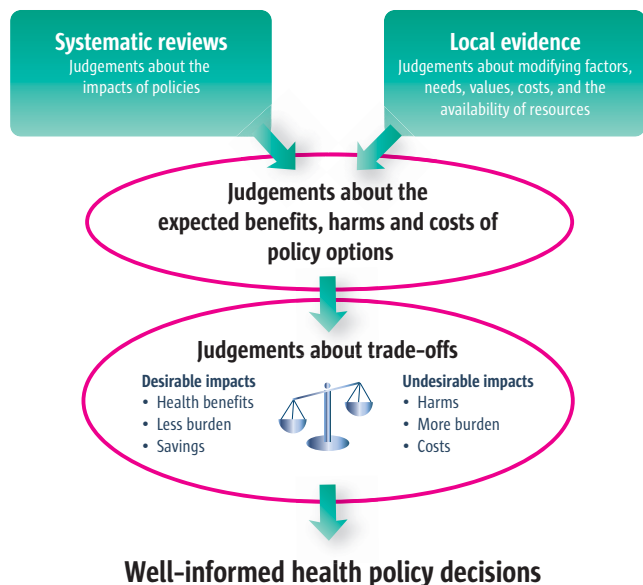 Systematic reviews
Judgements about the
impacts of policies
Local evidence
Judgements about modifying factors,
needs, values, costs, and the
availability of resources
Judgements about the
expected benefits, harms and costs of
policy options
Judgements about trade-offs
Desirable impacts
• Health benefits
• Less burden
• Savings
Undesirable impacts
• Harms
• More burden
• Costs
Well-informed health policy decisions